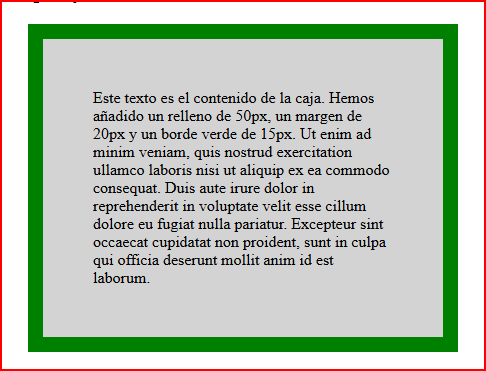 Este texto es el contenido de la caja. Hemos
añadido un relleno de 50px, un margen de
20px y un borde verde de 15px. Ut enim ad
minim veniam, quis nostrud exercitation
ullamco laboris nisi ut aliquip ex ea commodo
consequat. Duis aute irure dolor in
reprehenderit in voluptate velit esse cillum
dolore eu fugiat nulla pariatur. Excepteur sint
occaecat cupidatat non proident, sunt in culpa
qui officia deserunt mollit anim id est
laborum.